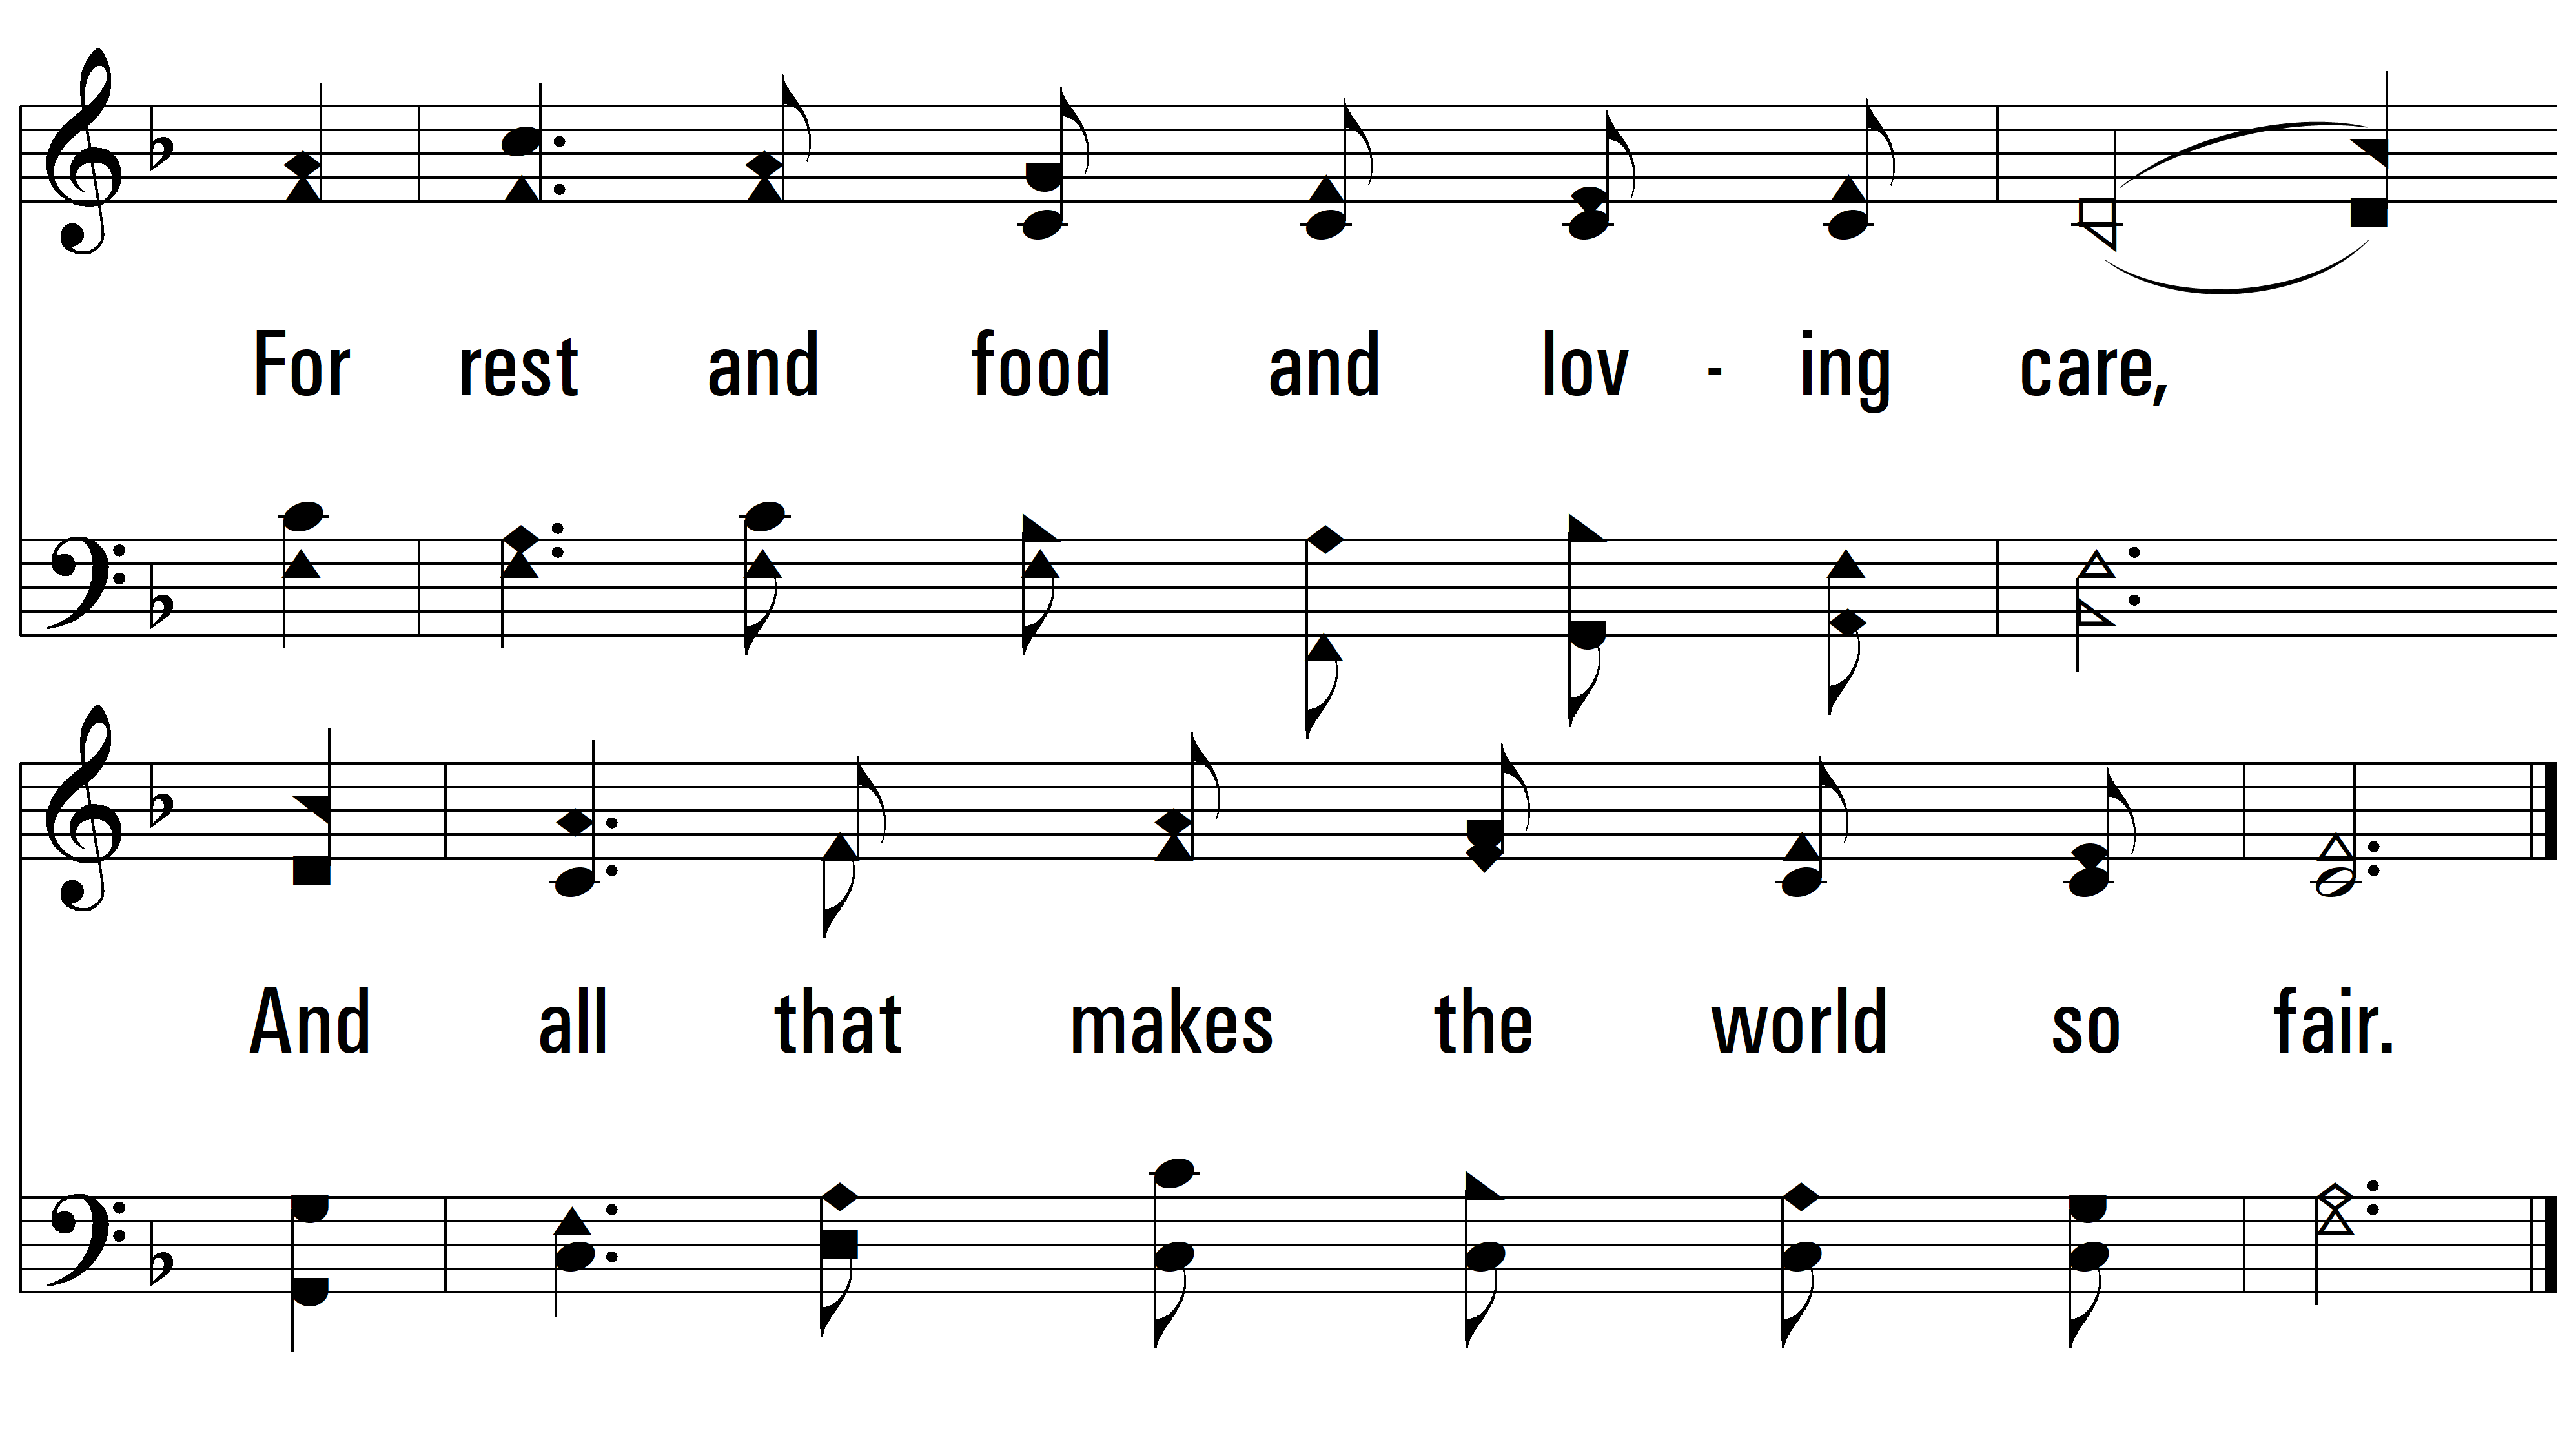 For rest and food and lov - ing care,
And all that makes the world so fair.